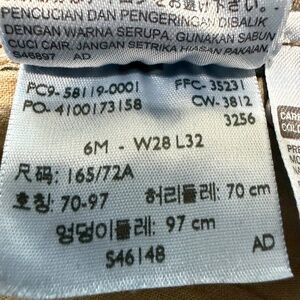 PENCUCIAN DAN PENGERINGAN DIBALIK
DENGAN WARNA SERUPA. GUNAKAN SABUN
CUCI CAIR. JANGAN SETRIKA HIASAN PAKAIAN.
S46897 AD
PC9-58119-0001 FFC-35231
PO-4100173158 CW-3812
3256
6M - W28 L32
尺码: 165/72A
호칭: 70-97 허리둘레: 70 cm
엉덩이둘레: 97 cm
S46148 AD